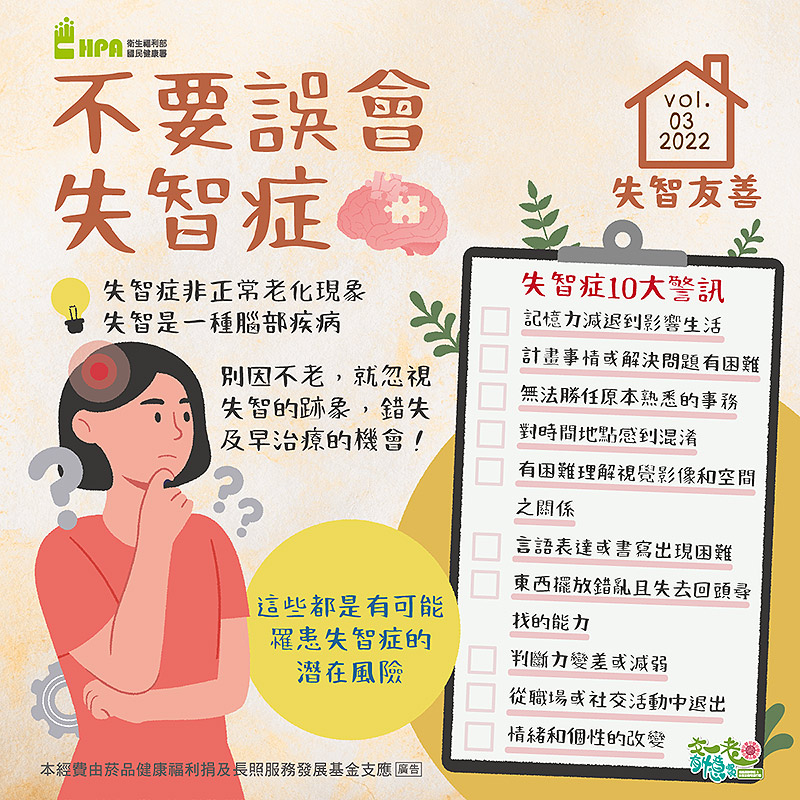 HPA 衛生福利部
國民健康署
不要誤會
失智症
vol.
03
2022
失智友善
失智症非正常老化現象
失智是一種腦部疾病
別因不老，就忽視
失智的跡象，錯失
及早治療的機會！
這些都是有可能
罹患失智症的
潛在風險
失智症10大警訊
記憶力減退到影響生活
計畫事情或解決問題有困難
無法勝任原本熟悉的事務
對時間地點感到混淆
有困難理解視覺影像和空間
之關係
言語表達或書寫出現困難
東西擺放錯亂且失去回頭尋
找的能力
判斷力變差或減弱
從職場或社交活動中退出
情緒和個性的改變
本經費由菸品健康福利捐及長照服務發展基金支應 廣告